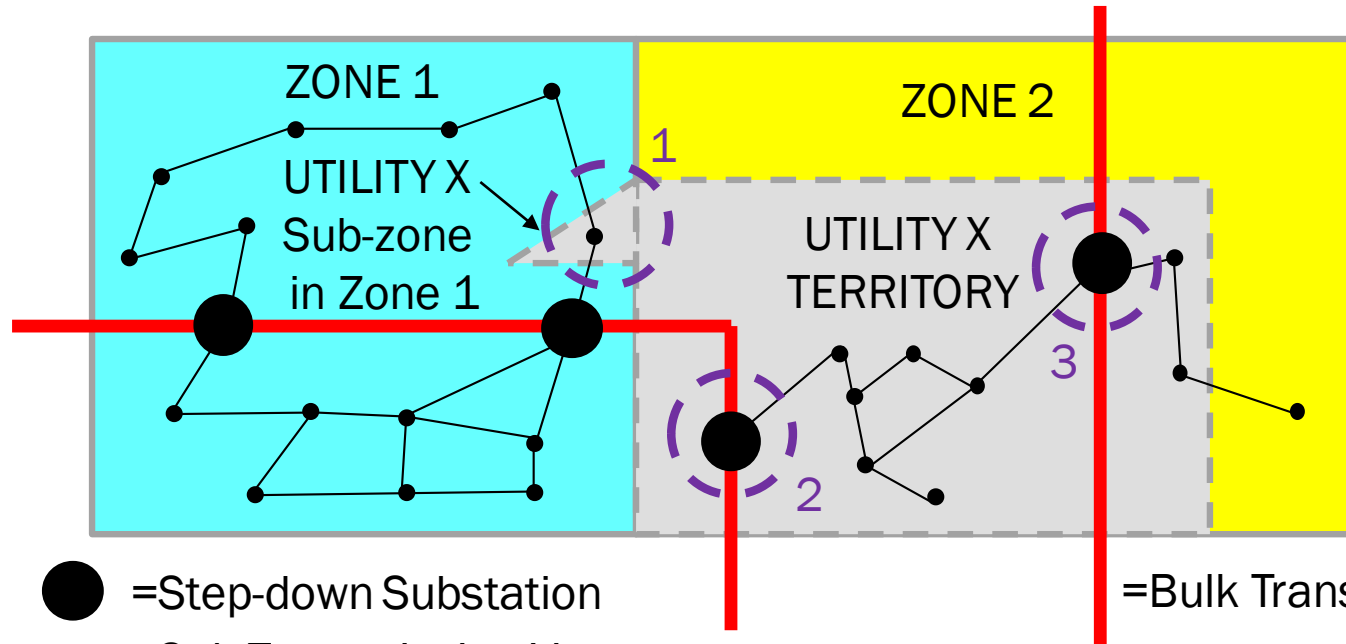 ZONE 1
ZONE 2
1
UTILITY X
Sub-zone
in Zone 1
UTILITY X
TERRITORY
3
2
=Step-down Substation
=Bulk